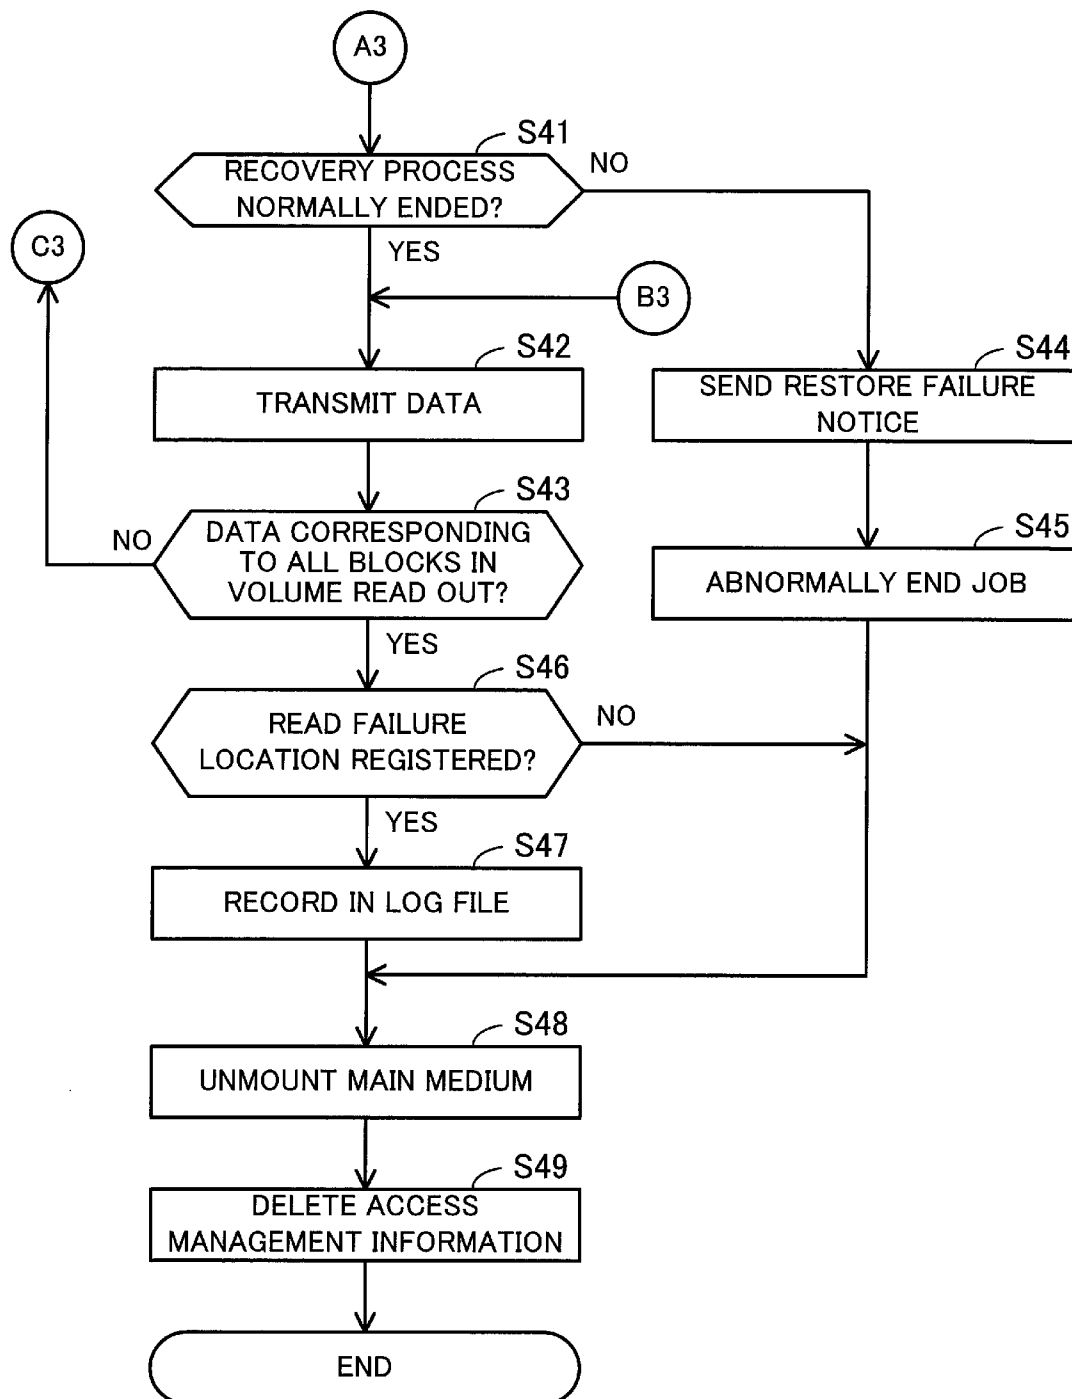 A3
S41
RECOVERY PROCESS
NORMALLY ENDED?
NO
YES
C3
B3
S42
TRANSMIT DATA
S44
SEND RESTORE FAILURE
NOTICE
S43
DATA CORRESPONDING
TO ALL BLOCKS IN
VOLUME READ OUT?
NO
YES
S45
ABNORMALLY END JOB
S46
READ FAILURE
LOCATION REGISTERED?
NO
YES
S47
RECORD IN LOG FILE
S48
UNMOUNT MAIN MEDIUM
S49
DELETE ACCESS
MANAGEMENT INFORMATION
END